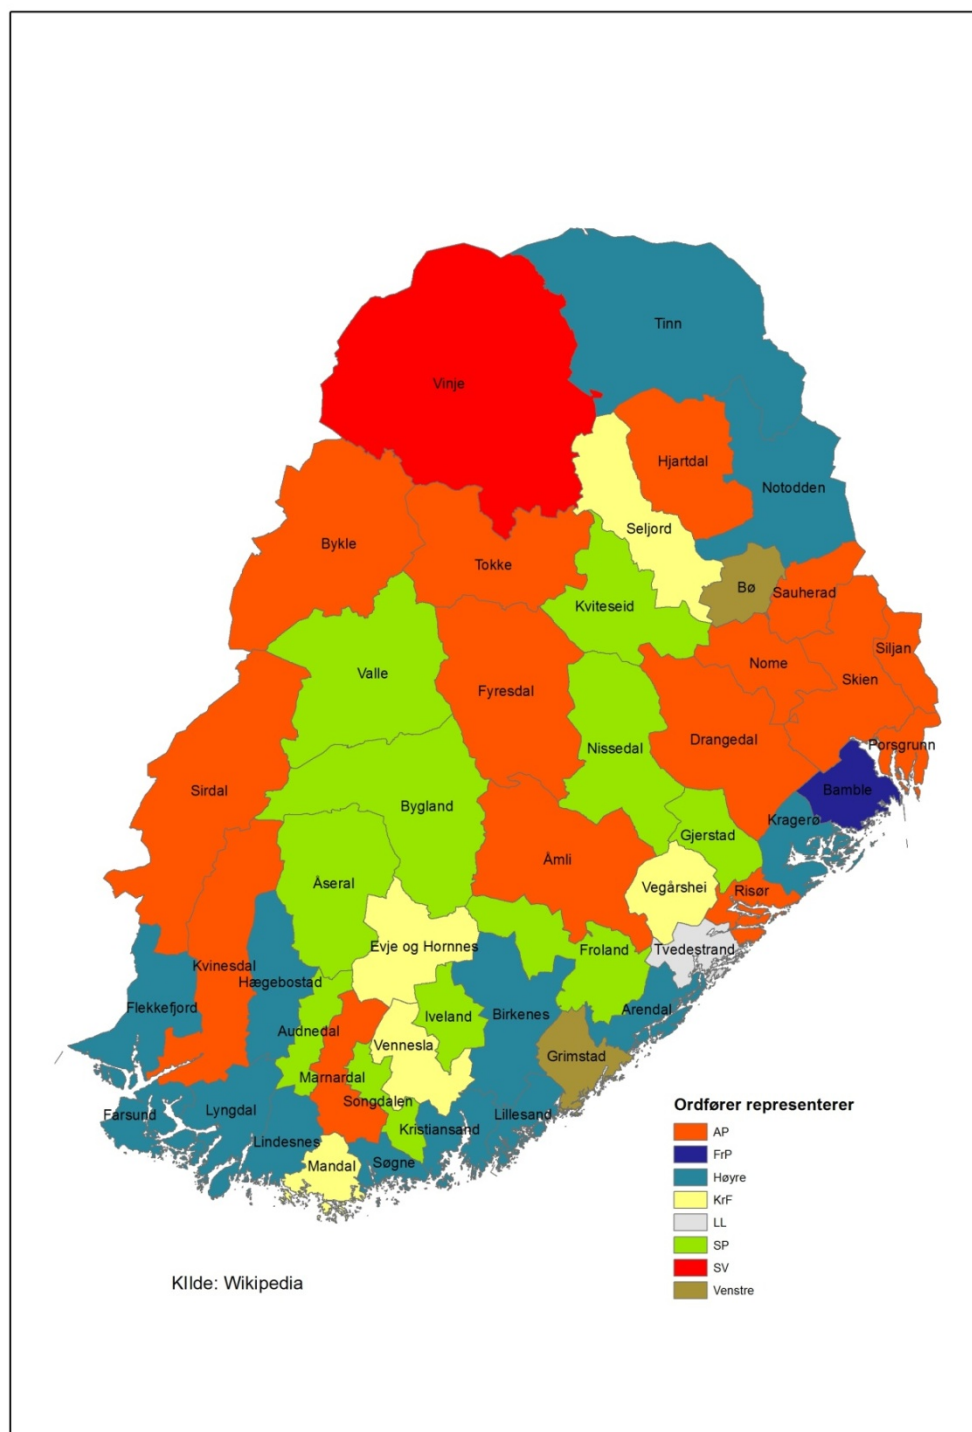 Tinn
Vinje
Hjartdal
Notodden
Seljord
Bykle
Tokke
Bø
Sauherad
Kviteseid
Siljan
Valle
Nome
Skien
Fyresdal
Drangedal
Porsgrunn
Nissedal
Sirdal
Bamble
Bygland
Kragerø
Gjerstad
Åmli
Åseral
Vegårshei
Risør
Evje og Hornnes
Froland
Tvedestrand
Kvinesdal
Hægebostad
Flekkefjord
Arendal
Iveland
Birkenes
Audnedal
Vennesla
Grimstad
Marnardal
Songdalen
Farsund
Lyngdal
Lillesand
Kristiansand
Lindesnes
Mandal
Søgne
Ordfører representerer
AP
FrP
Høyre
KrF
LL
SP
SV
Venstre
KIlde: Wikipedia